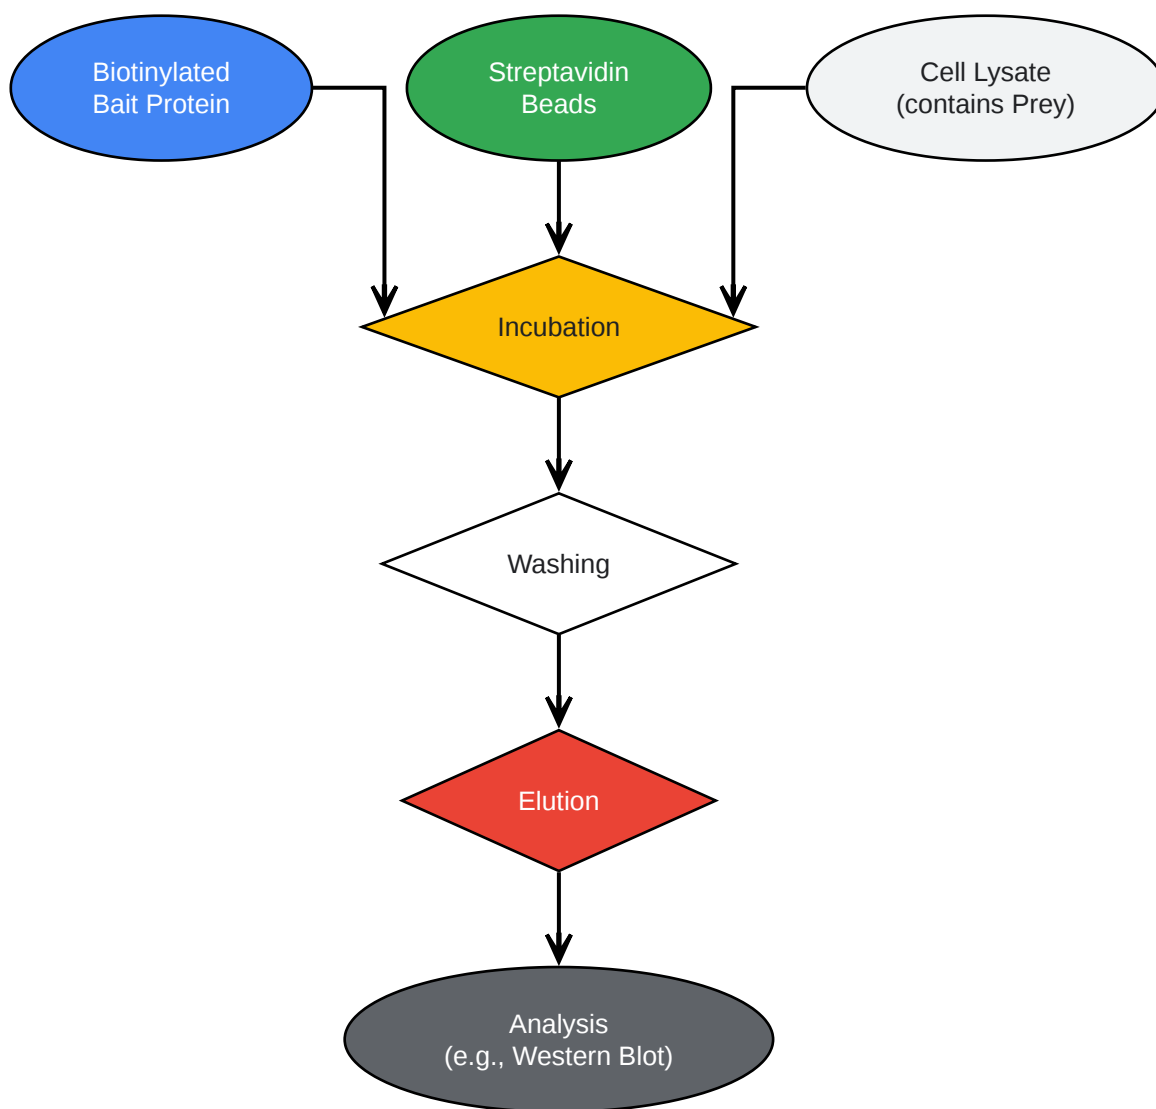 Biotinylated
Bait Protein
Streptavidin
Beads
Cell Lysate
(contains Prey)
Incubation
Washing
Elution
Analysis
(e.g., Western Blot)